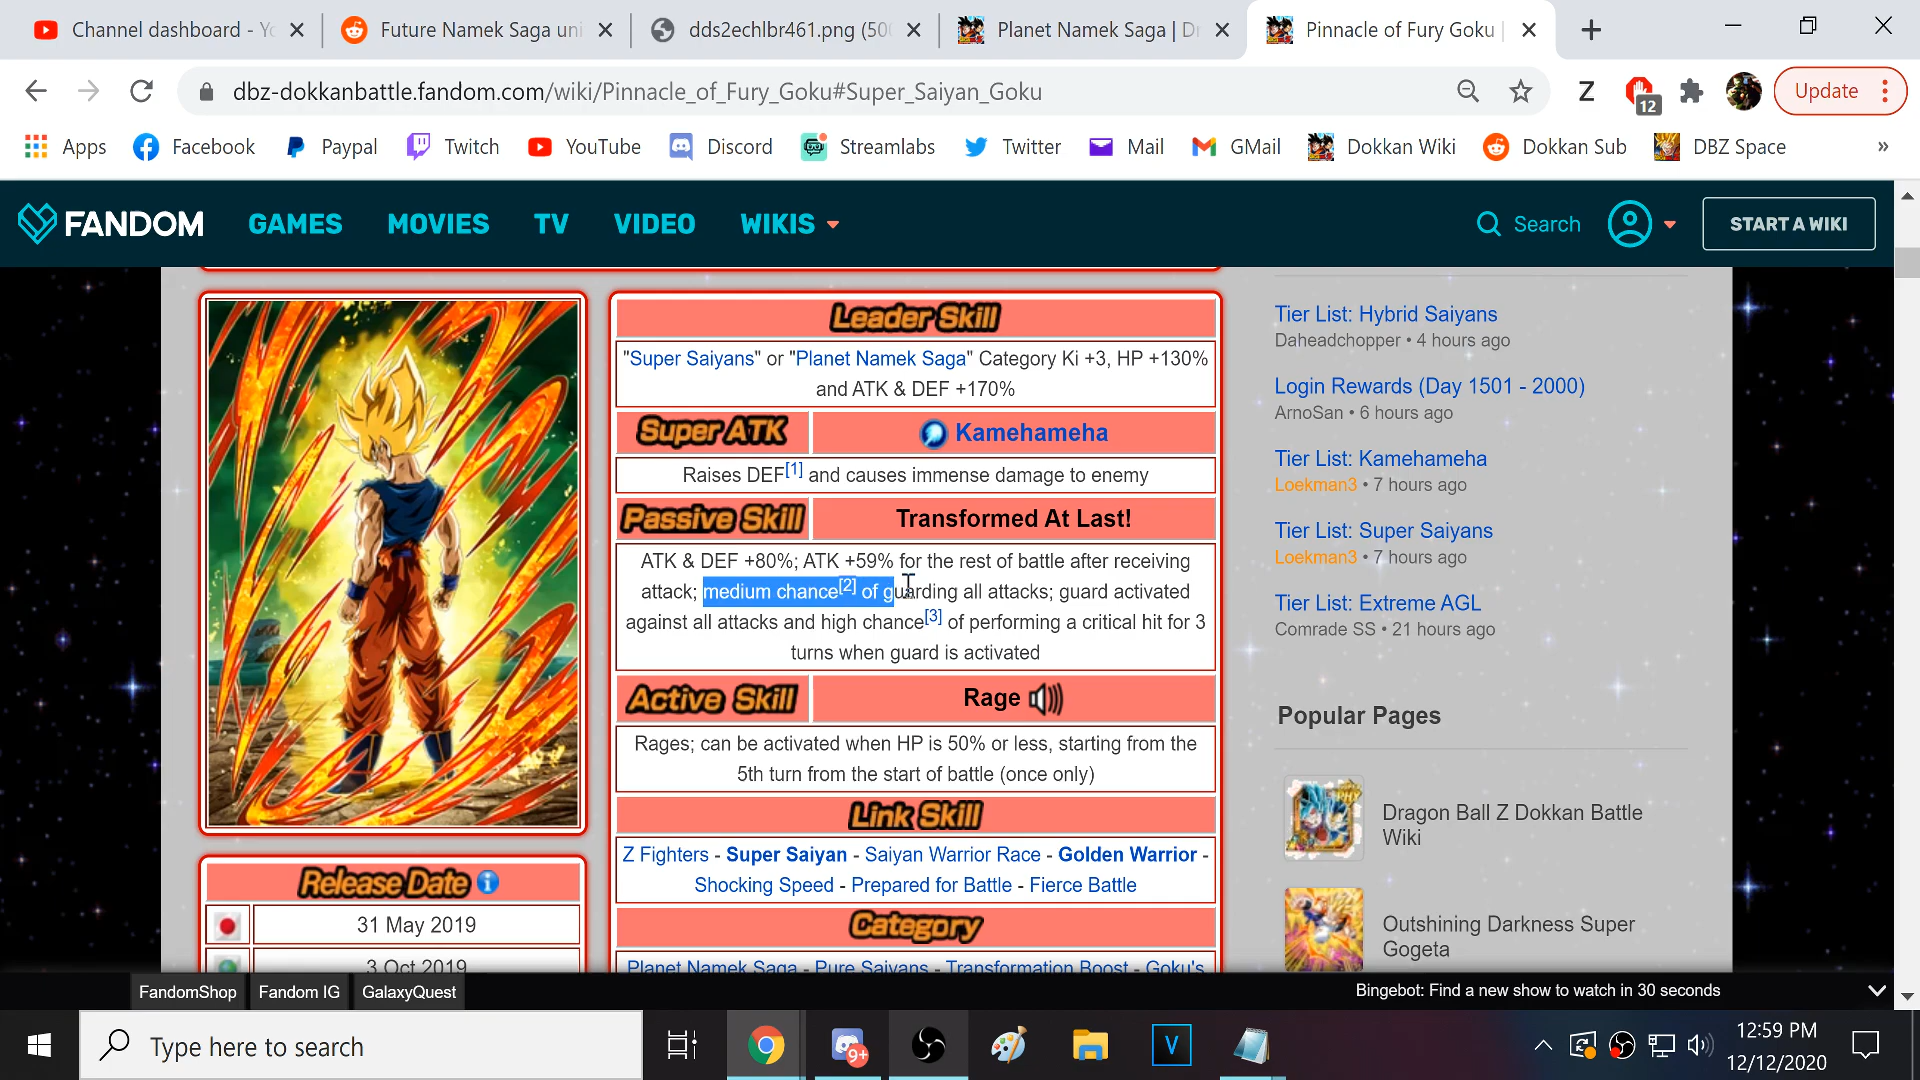 Channel dashboard - Yo
Future Namek Saga uni
dds2echlbr461.png (500
Planet Namek Saga | Dr
Pinnacle of Fury Goku |
dbz-dokkanbattle.fandom.com/wiki/Pinnacle_of_Fury_Goku#Super_Saiyan_Goku
Z
12
Update
Apps Facebook Paypal Twitch YouTube Discord Streamlabs Twitter Mail GMail Dokkan Wiki Dokkan Sub DBZ Space »
FANDOM GAMES MOVIES TV VIDEO WIKIS Search START A WIKI
Leader Skill
"Super Saiyans" or "Planet Namek Saga" Category Ki +3, HP +130%
and ATK & DEF +170%
Super ATK Kamehameha
Raises DEF[1] and causes immense damage to enemy
Passive Skill Transformed At Last!
ATK & DEF +80%; ATK +59% for the rest of battle after receiving
attack; medium chance[2] of guarding all attacks; guard activated
against all attacks and high chance[3] of performing a critical hit for 3
turns when guard is activated
Active Skill Rage
Rages; can be activated when HP is 50% or less, starting from the
5th turn from the start of battle (once only)
Link Skill
Z Fighters - Super Saiyan - Saiyan Warrior Race - Golden Warrior -
Shocking Speed - Prepared for Battle - Fierce Battle
Category
Planet Namek Saga - Pure Saiyans - Transformation Boost - Goku's
Release Date
31 May 2019
3 Oct 2019
Tier List: Hybrid Saiyans
Daheadchopper • 4 hours ago
Login Rewards (Day 1501 - 2000)
ArnoSan • 6 hours ago
Tier List: Kamehameha
Loekman3 • 7 hours ago
Tier List: Super Saiyans
Loekman3 • 7 hours ago
Tier List: Extreme AGL
Comrade SS • 21 hours ago
Popular Pages
Dragon Ball Z Dokkan Battle
Wiki
Outshining Darkness Super
Gogeta
FandomShop Fandom IG GalaxyQuest
Bingebot: Find a new show to watch in 30 seconds
Type here to search
9+
V
12:59 PM
12/12/2020